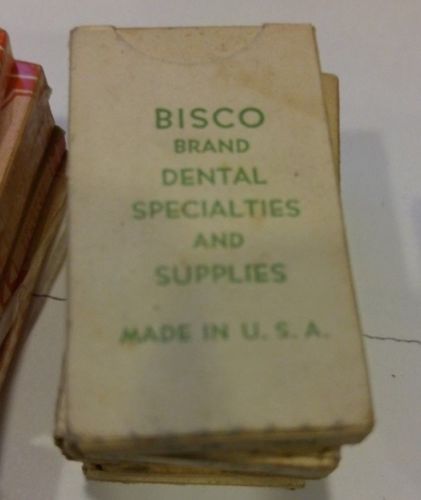 BISCO
BRAND
DENTAL
SPECIALTIES
AND
SUPPLIES
MADE IN U.S.A.